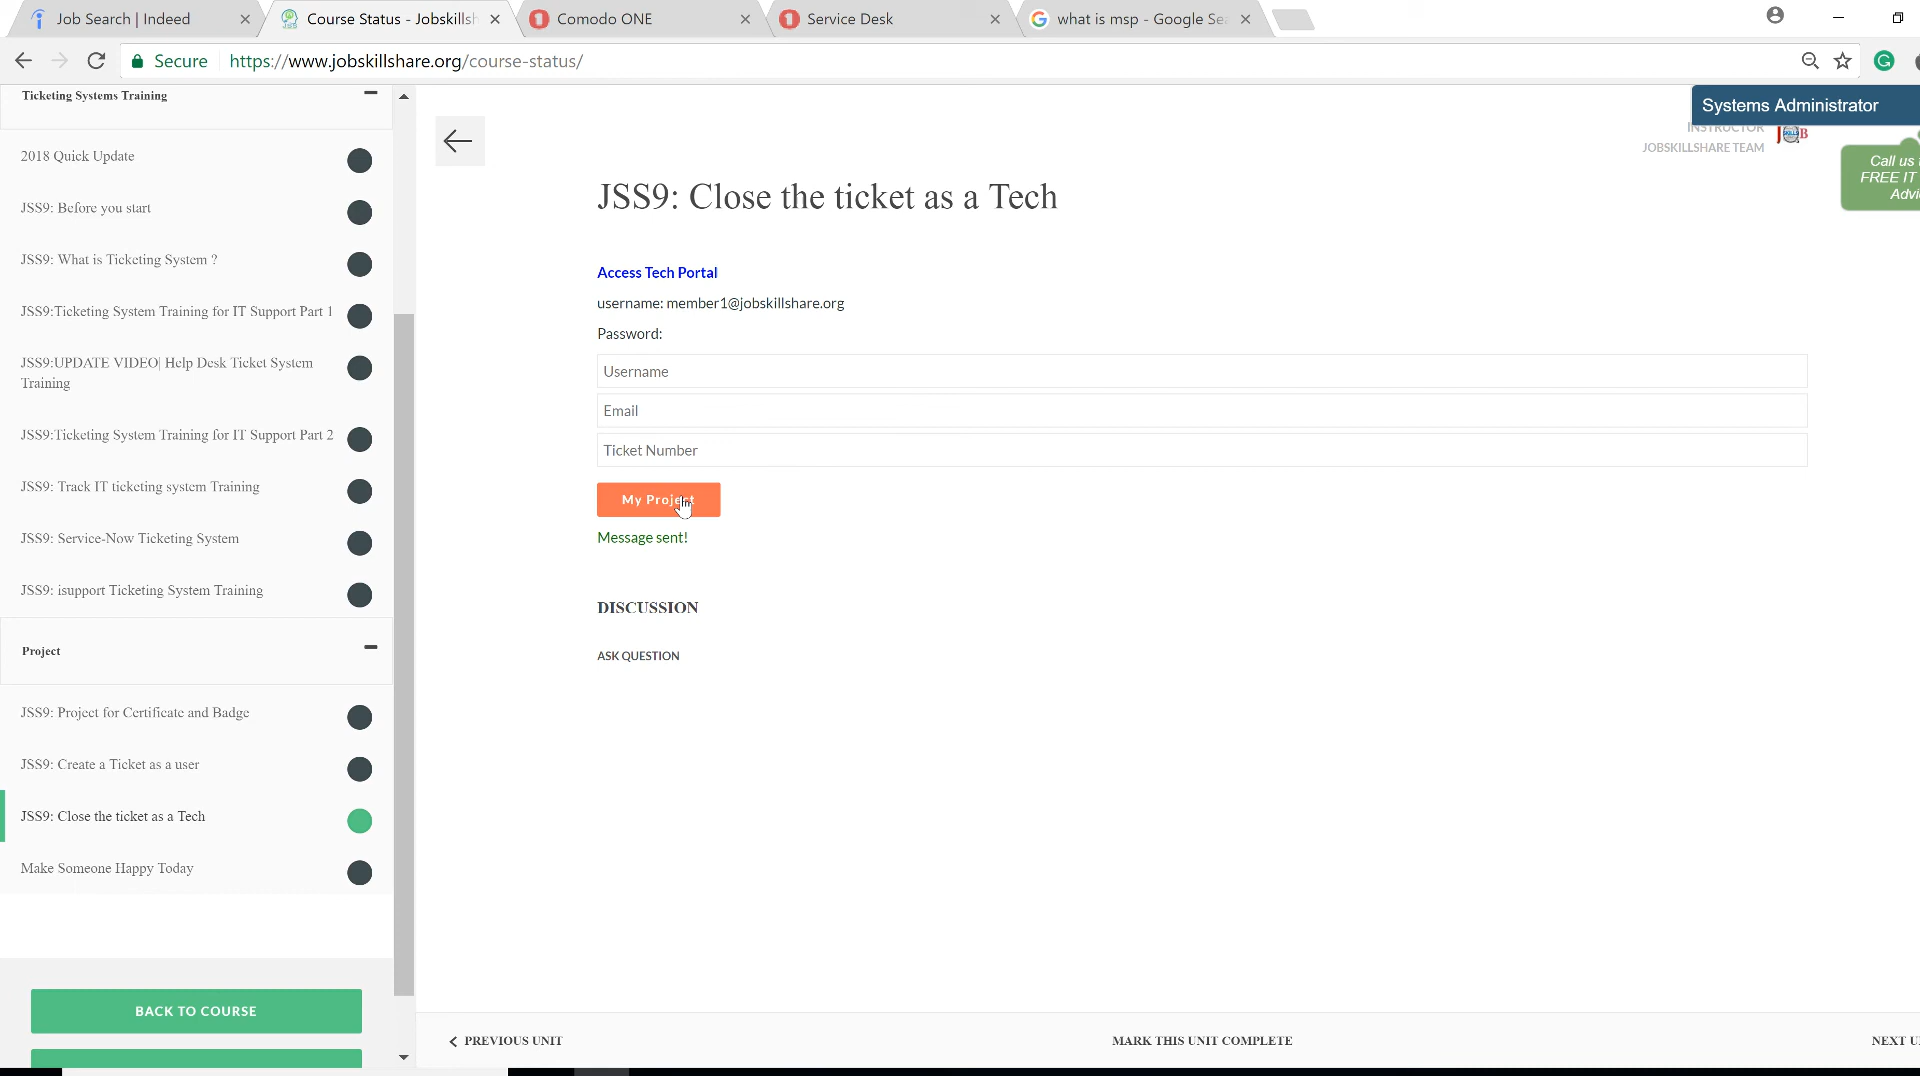 Job Search | Indeed
Course Status - Jobskillsh
Comodo ONE
Service Desk
what is msp - Google Se
Secure
https://www.jobskillshare.org/course-status/
Ticketing Systems Training
2018 Quick Update
JSS9: Before you start
JSS9: What is Ticketing System ?
JSS9:Ticketing System Training for IT Support Part 1
JSS9:UPDATE VIDEO| Help Desk Ticket System
Training
JSS9:Ticketing System Training for IT Support Part 2
JSS9: Track IT ticketing system Training
JSS9: Service-Now Ticketing System
JSS9: isupport Ticketing System Training
Project
JSS9: Project for Certificate and Badge
JSS9: Create a Ticket as a user
JSS9: Close the ticket as a Tech
Make Someone Happy Today
BACK TO COURSE
Systems Administrator
INSTRUCTOR
JOBSKILLSHARE TEAM
Call us
FREE IT
Advi
JSS9: Close the ticket as a Tech
Access Tech Portal
username: member1@jobskillshare.org
Password:
Username
Email
Ticket Number
My Project
Message sent!
DISCUSSION
ASK QUESTION
PREVIOUS UNIT
MARK THIS UNIT COMPLETE
NEXT U